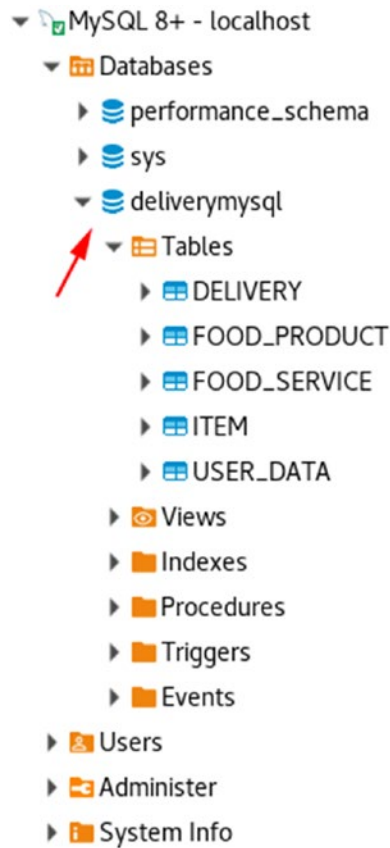 MySQL 8+ - localhost
Databases
performance_schema
sys
deliverymysql
Tables
DELIVERY
FOOD_PRODUCT
FOOD_SERVICE
ITEM
USER_DATA
Views
Indexes
Procedures
Triggers
Events
Users
Administer
System Info